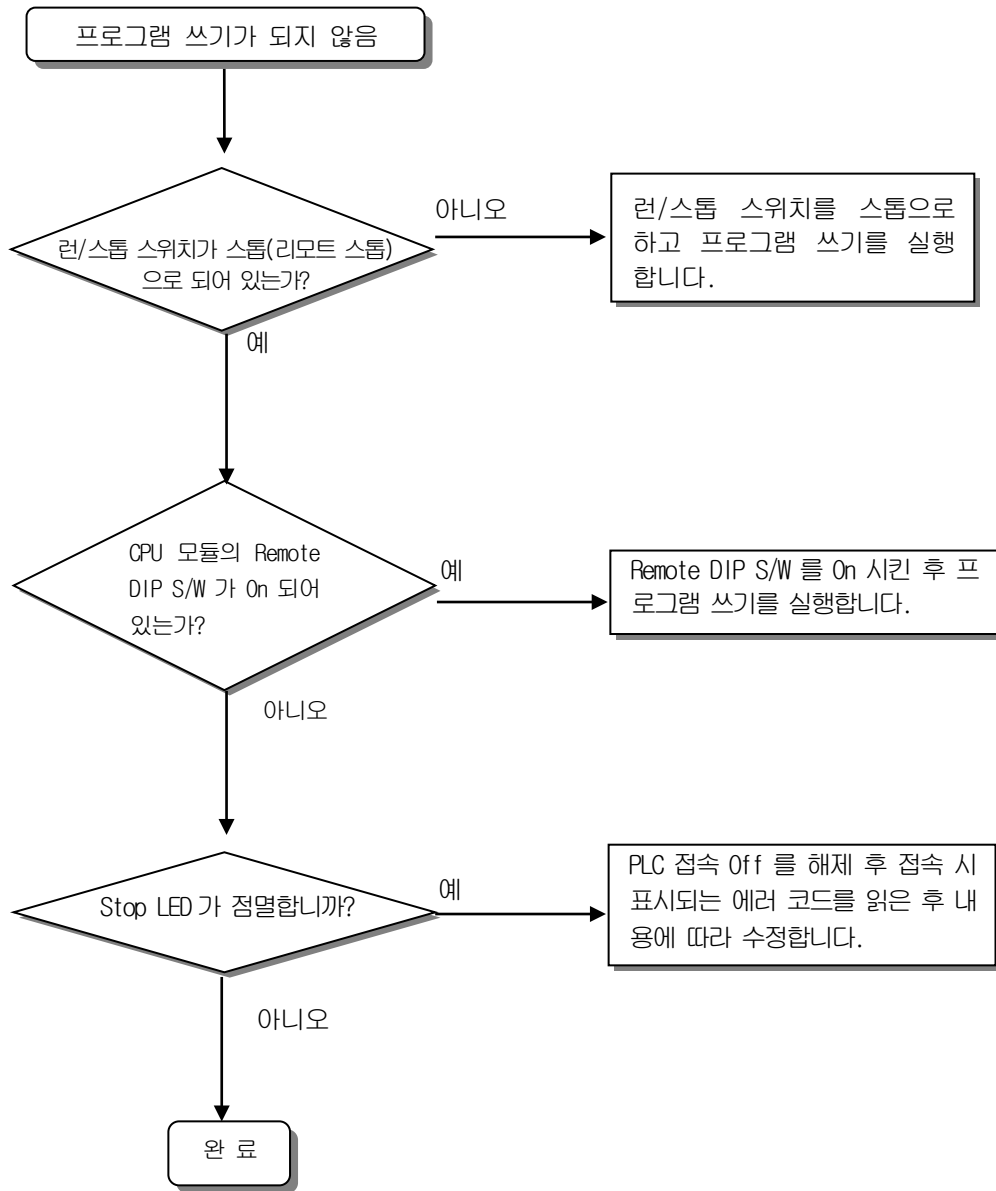 프로그램 쓰기가 되지 않음
아니오
런/스톱 스위치를 스톱으로
하고 프로그램 쓰기를 실행
합니다.
런/스톱 스위치가 스톱(리모트 스톱)
으로 되어 있는가?
예
CPU 모듈의 Remote
DIP S/W 가 On 되어
있는가?
예
Remote DIP S/W 를 On 시킨 후 프
로그램 쓰기를 실행합니다.
아니오
Stop LED 가 점멸합니까?
예
PLC 접속 Off 를 해제 후 접속 시
표시되는 에러 코드를 읽은 후 내
용에 따라 수정합니다.
아니오
완 료